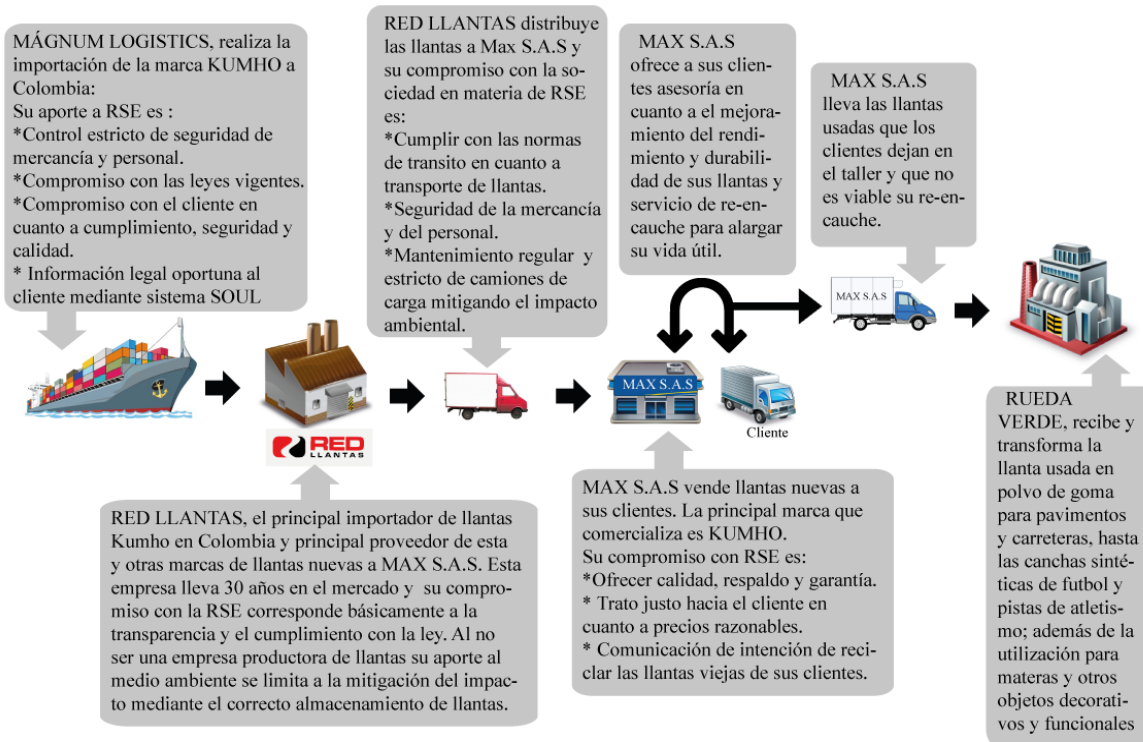 MÁGNUM LOGISTICS, realiza la
importación de la marca KUMHO a
Colombia:
Su aporte a RSE es :
*Control estricto de seguridad de
mercancía y personal.
*Compromiso con las leyes vigentes.
*Compromiso con el cliente en
cuanto a cumplimiento, seguridad y
calidad.
* Información legal oportuna al
cliente mediante sistema SOUL
RED LLANTAS distribuye
las llantas a Max S.A.S y
su compromiso con la so-
ciedad en materia de RSE
es:
*Cumplir con las normas
de transito en cuanto a
transporte de llantas.
*Seguridad de la mercancía
y del personal.
*Mantenimiento regular y
estricto de camiones de
carga mitigando el impacto
ambiental.
MAX S.A.S
ofrece a sus clien-
tes asesoría en
cuanto a el mejora-
miento del rendi-
miento y durabili-
dad de sus llantas y
servicio de re-en-
cauche para alargar
su vida útil.
MAX S.A.S
lleva las llantas
usadas que los
clientes dejan en
el taller y que no
es viable su re-en-
cauche.
MAX S.A.S
MAX S.A.S
Cliente
RED
LLANTAS
RED LLANTAS, el principal importador de llantas
Kumho en Colombia y principal proveedor de esta
y otras marcas de llantas nuevas a MAX S.A.S. Esta
empresa lleva 30 años en el mercado y su compro-
miso con la RSE corresponde básicamente a la
transparencia y el cumplimiento con la ley. Al no
ser una empresa productora de llantas su aporte al
medio ambiente se limita a la mitigación del impac-
to mediante el correcto almacenamiento de llantas.
MAX S.A.S vende llantas nuevas a
sus clientes. La principal marca que
comercializa es KUMHO.
Su compromiso con RSE es:
*Ofrecer calidad, respaldo y garantía.
* Trato justo hacia el cliente en
cuanto a precios razonables.
* Comunicación de intención de reci-
clar las llantas viejas de sus clientes.
RUEDA
VERDE, recibe y
transforma la
llanta usada en
polvo de goma
para pavimentos
y carreteras, hasta
las canchas sinté-
ticas de futbol y
pistas de atletis-
mo; además de la
utilización para
materas y otros
objetos decorati-
vos y funcionales